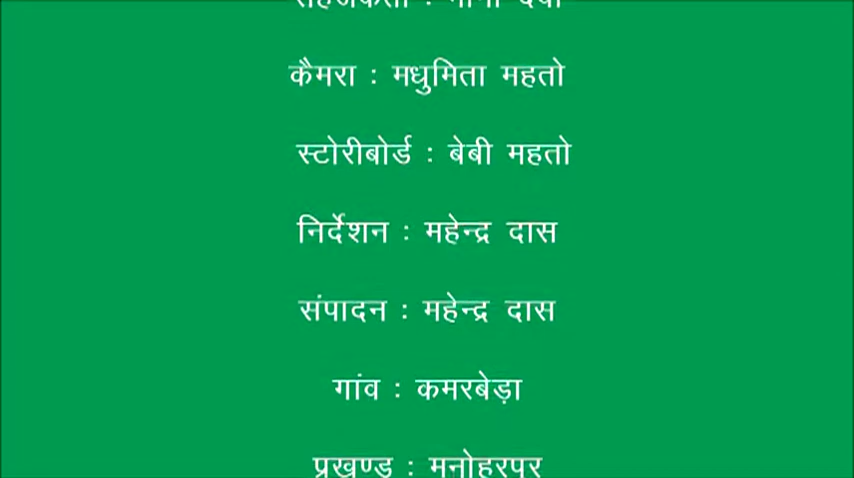 कैमरा : मधुमिता महतो
स्टोरीबोर्ड : बेबी महतो
निर्देशन : महेन्द्र दास
संपादन : महेन्द्र दास
गांव : कमरबेड़ा
प्रखण्ड : मनोहरपुर